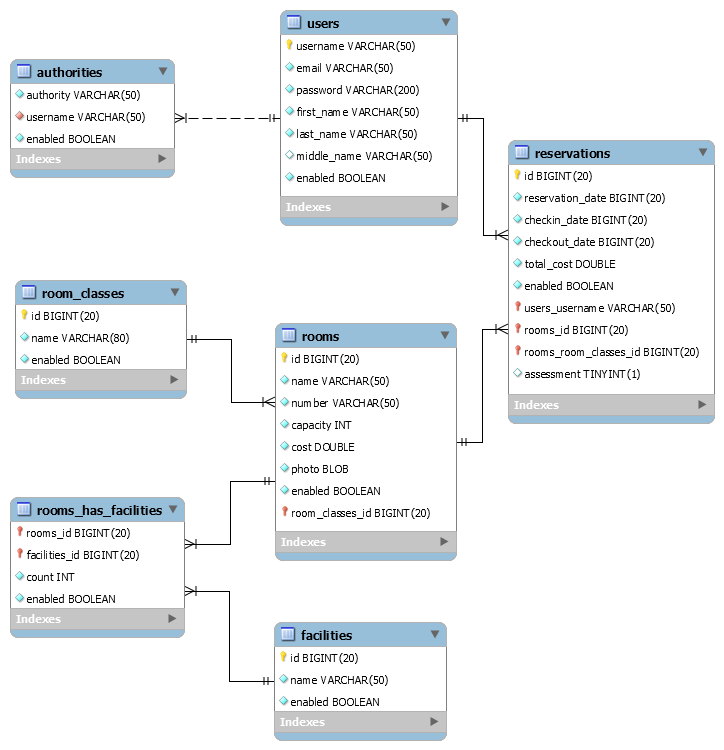 users
username VARCHAR(50)
email VARCHAR(50)
password VARCHAR(200)
first_name VARCHAR(50)
last_name VARCHAR(50)
middle_name VARCHAR(50)
enabled BOOLEAN
Indexes
authorities
authority VARCHAR(50)
username VARCHAR(50)
enabled BOOLEAN
Indexes
reservations
id BIGINT(20)
reservation_date BIGINT(20)
checkin_date BIGINT(20)
checkout_date BIGINT(20)
total_cost DOUBLE
enabled BOOLEAN
users_username VARCHAR(50)
rooms_id BIGINT(20)
rooms_room_classes_id BIGINT(20)
assessment TINYINT(1)
Indexes
room_classes
id BIGINT(20)
name VARCHAR(80)
enabled BOOLEAN
Indexes
rooms
id BIGINT(20)
name VARCHAR(50)
number VARCHAR(50)
capacity INT
cost DOUBLE
photo BLOB
enabled BOOLEAN
room_classes_id BIGINT(20)
Indexes
rooms_has_facilities
rooms_id BIGINT(20)
facilities_id BIGINT(20)
count INT
enabled BOOLEAN
Indexes
facilities
id BIGINT(20)
name VARCHAR(50)
enabled BOOLEAN
Indexes